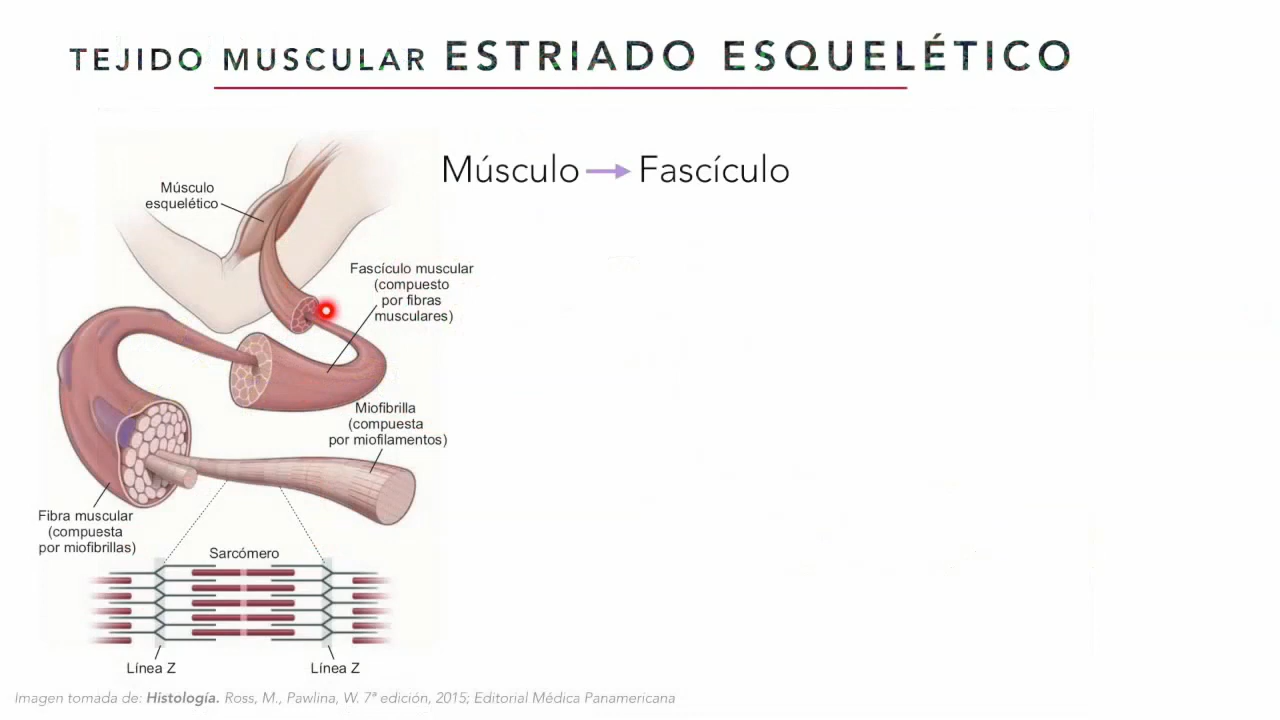 TEJIDO MUSCULAR ESTRIADO ESQUELÉTICO
Músculo Fascículo
Músculo
esquelético
Fascículo muscular
(compuesto
por fibras
musculares)
Miofibrilla
(compuesta
por miofilamentos)
Fibra muscular
(compuesta
por miofibrillas)
Sarcómero
Línea Z
Línea Z
Imagen tomada de: Histología. Ross, M., Pawlina, W. 7ª edición, 2015; Editorial Médica Panamericana